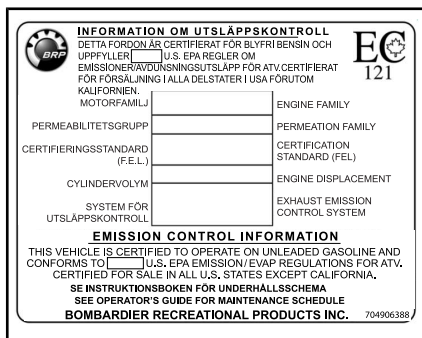 BRP
INFORMATION OM UTSLÄPPSKONTROLL
DETTA FORDON ÄR CERTIFIERAT FÖR BLYFRI BENSIN OCH
UPPFYLLER U.S. EPA REGLER OM
EMISSIONER/AVDUNSNINGSUTSLÄPP FÖR ATV.CERTIFIERAT
FÖR FÖRSÄLJNING I ALLA DELSTATER I USA FÖRUTOM
KALIFORNIEN.
EC
121
MOTORFAMILJ ENGINE FAMILY
PERMEABILITETSGRUPP PERMEATION FAMILY
CERTIFIERINGSSTANDARD CERTIFICATION
(F.E.L.) STANDARD (FEL)
CYLINDERVOLYM ENGINE DISPLACEMENT
SYSTEM FÖR EXHAUST EMISSION
UTSLÄPPSKONTROLL CONTROL SYSTEM
EMISSION CONTROL INFORMATION
THIS VEHICLE IS CERTIFIED TO OPERATE ON UNLEADED GASOLINE AND
CONFORMS TO U.S. EPA EMISSION/ EVAP REGULATIONS FOR ATV.
CERTIFIED FOR SALE IN ALL U.S. STATES EXCEPT CALIFORNIA.
SE INSTRUKTIONSBOKEN FÖR UNDERHÅLLSSCHEMA
SEE OPERATOR'S GUIDE FOR MAINTENANCE SCHEDULE
BOMBARDIER RECREATIONAL PRODUCTS INC. 704906388